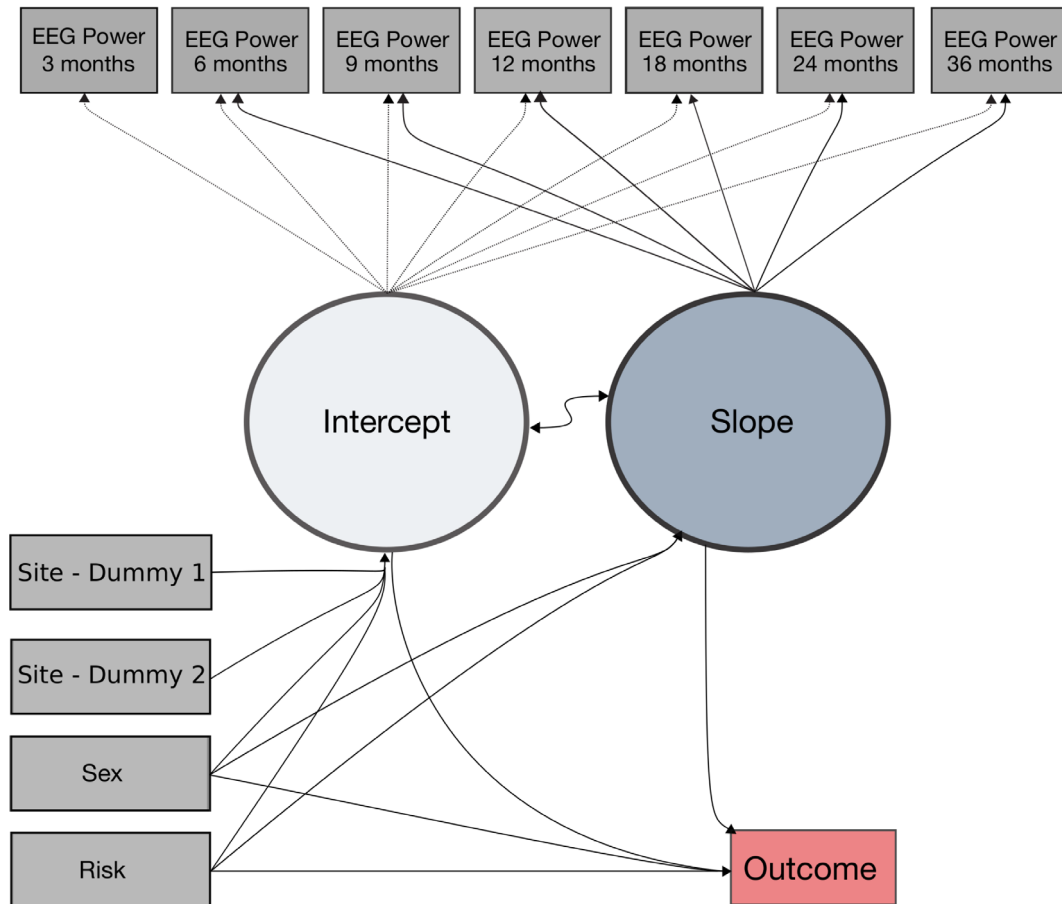 EEG Power
3 months
EEG Power
6 months
EEG Power
9 months
EEG Power
12 months
EEG Power
18 months
EEG Power
24 months
EEG Power
36 months
Intercept
Slope
Site - Dummy 1
Site - Dummy 2
Sex
Risk
Outcome